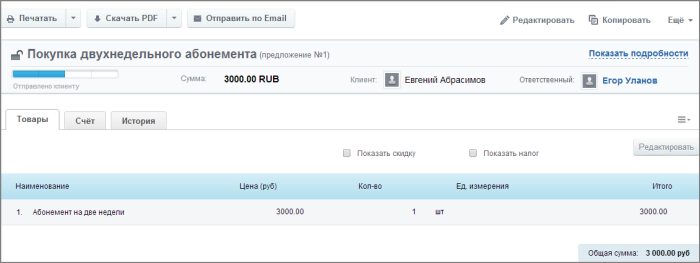 Печатать Скачать PDF Отправить по Email Редактировать Копировать Ещё
Покупка двухнедельного абонемента (предложение №1) Показать подробности
Сумма: 3000.00 RUB Клиент: Евгений Абрасимов Ответственный: Егор Уланов
Отправлено клиенту
Товары Счёт История
Показать скидку Показать налог Редактировать
Наименование Цена (руб) Кол-во Ед. измерения Итого
1. Абонемент на две недели 3000.00 1 шт 3000.00
Общая сумма: 3 000.00 руб